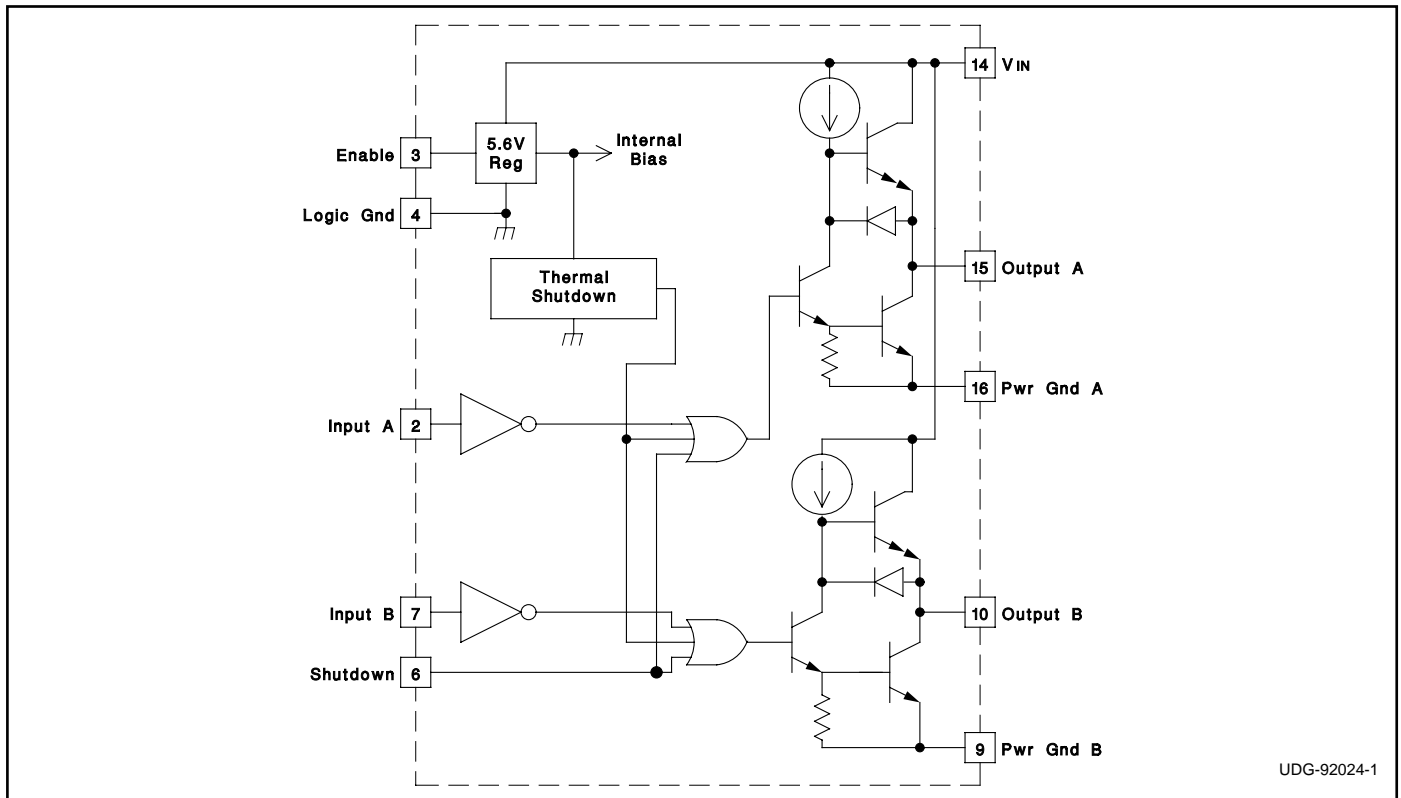 14 VIN
Enable 3
5.6V
Reg
Internal
Bias
Logic Gnd 4
Thermal
Shutdown
15 Output A
16 Pwr Gnd A
Input A 2
Input B 7
10 Output B
Shutdown 6
9 Pwr Gnd B
UDG-92024-1